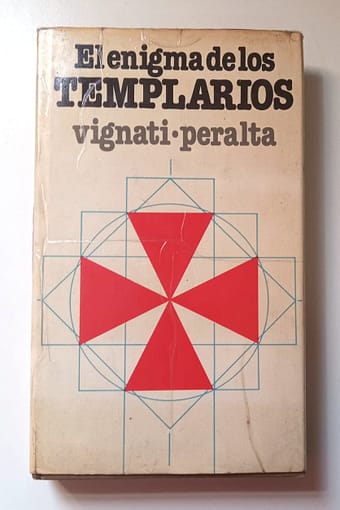 El enigma de los
TEMPLARIOS
vignati·peralta